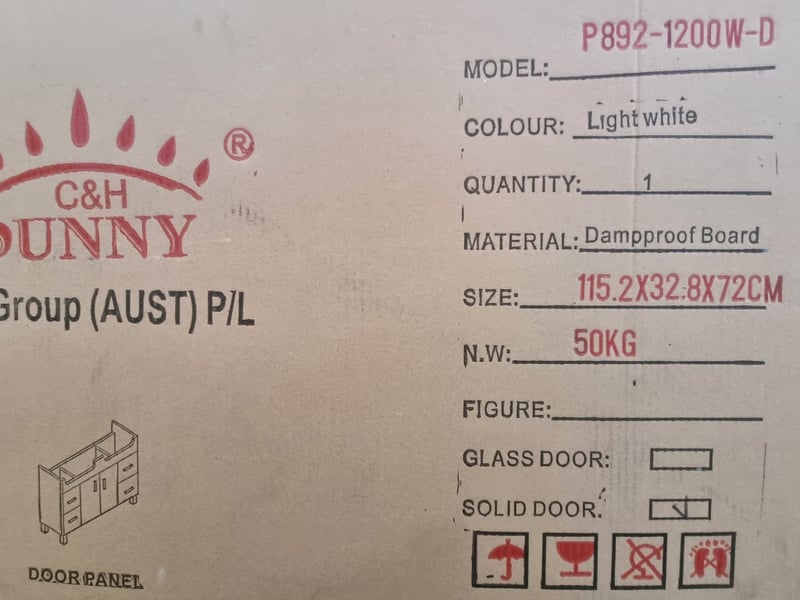 C&H
®
SUNNY
Group (AUST) P/L
DOOR PANEL
MODEL: P892-1200W-D
COLOUR: Light white
QUANTITY: 1
MATERIAL: Dampproof Board
SIZE: 115.2X32.8X72CM
N.W: 50KG
FIGURE:
GLASS DOOR:
SOLID DOOR: